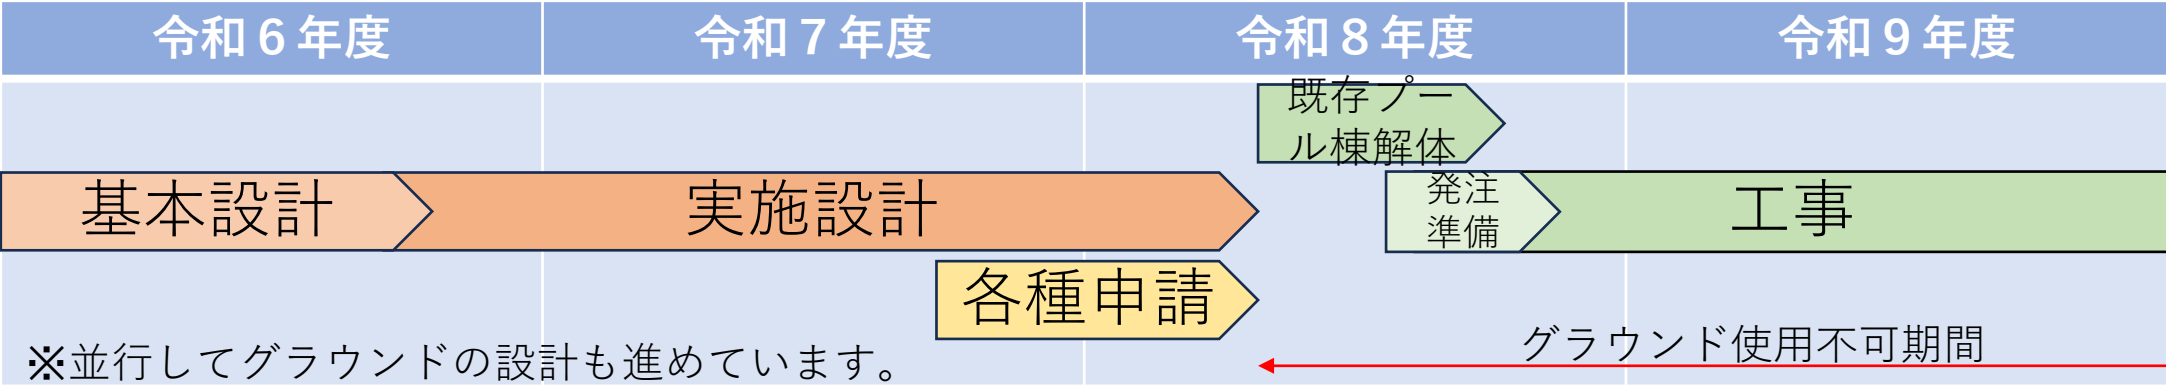 令和６年度
令和７年度
令和８年度
令和９年度
既存プー
ル棟解体
基本設計
実施設計
発注
準備
工事
各種申請
グラウンド使用不可期間
※並行してグラウンドの設計も進めています。